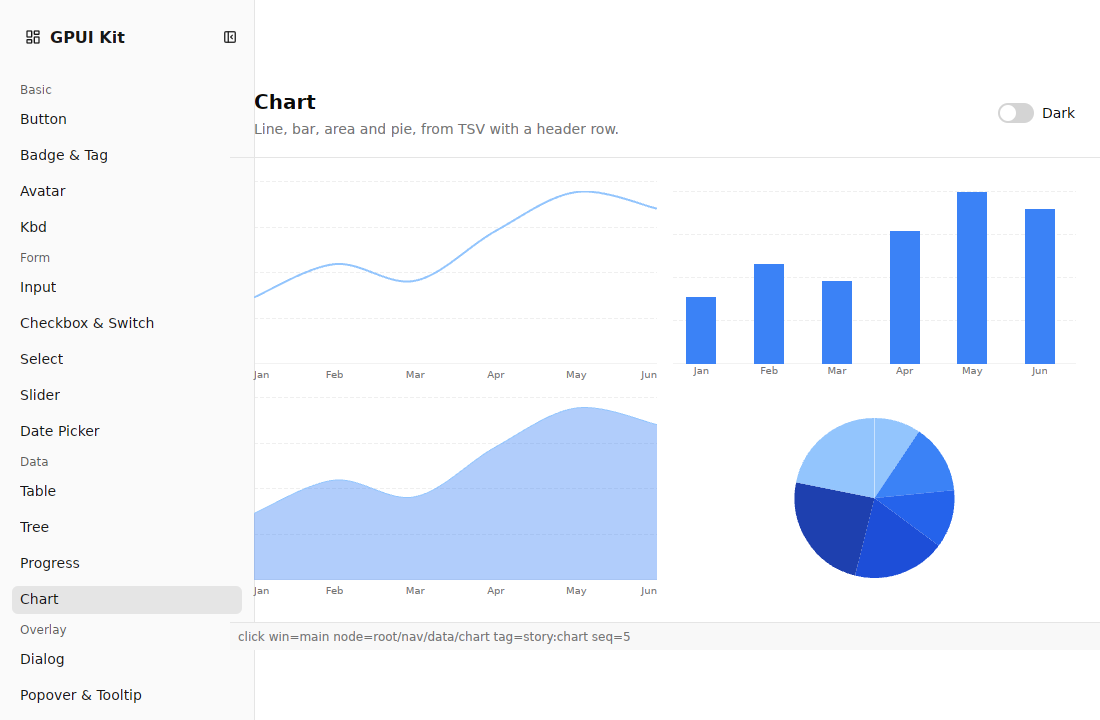 GPUI Kit
Basic
Button
Badge & Tag
Avatar
Kbd
Form
Input
Checkbox & Switch
Select
Slider
Date Picker
Data
Table
Tree
Progress
Chart
Overlay
Dialog
Popover & Tooltip
Chart
Line, bar, area and pie, from TSV with a header row.
Dark
Jan Feb Mar Apr May Jun
Jan Feb Mar Apr May Jun
Jan Feb Mar Apr May Jun
click win=main node=root/nav/data/chart tag=story:chart seq=5